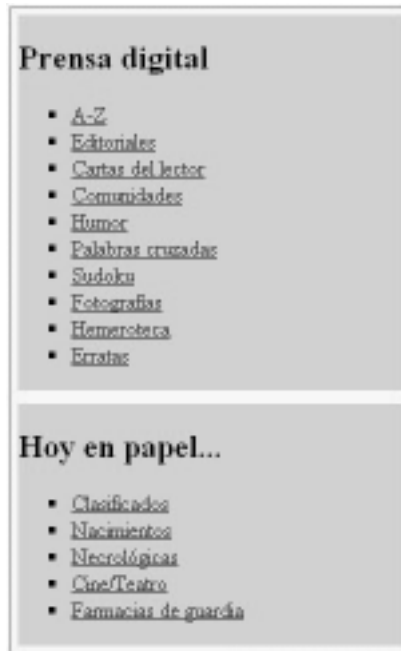 Prensa digital
A-Z
Editoriales
Cartas del lector
Comunidades
Humor
Palabras cruzadas
Sudoku
Fotografías
Hemeroteca
Erratas
Hoy en papel...
Clasificados
Nacimientos
Necrológicas
Cine/Teatro
Farmacias de guardia